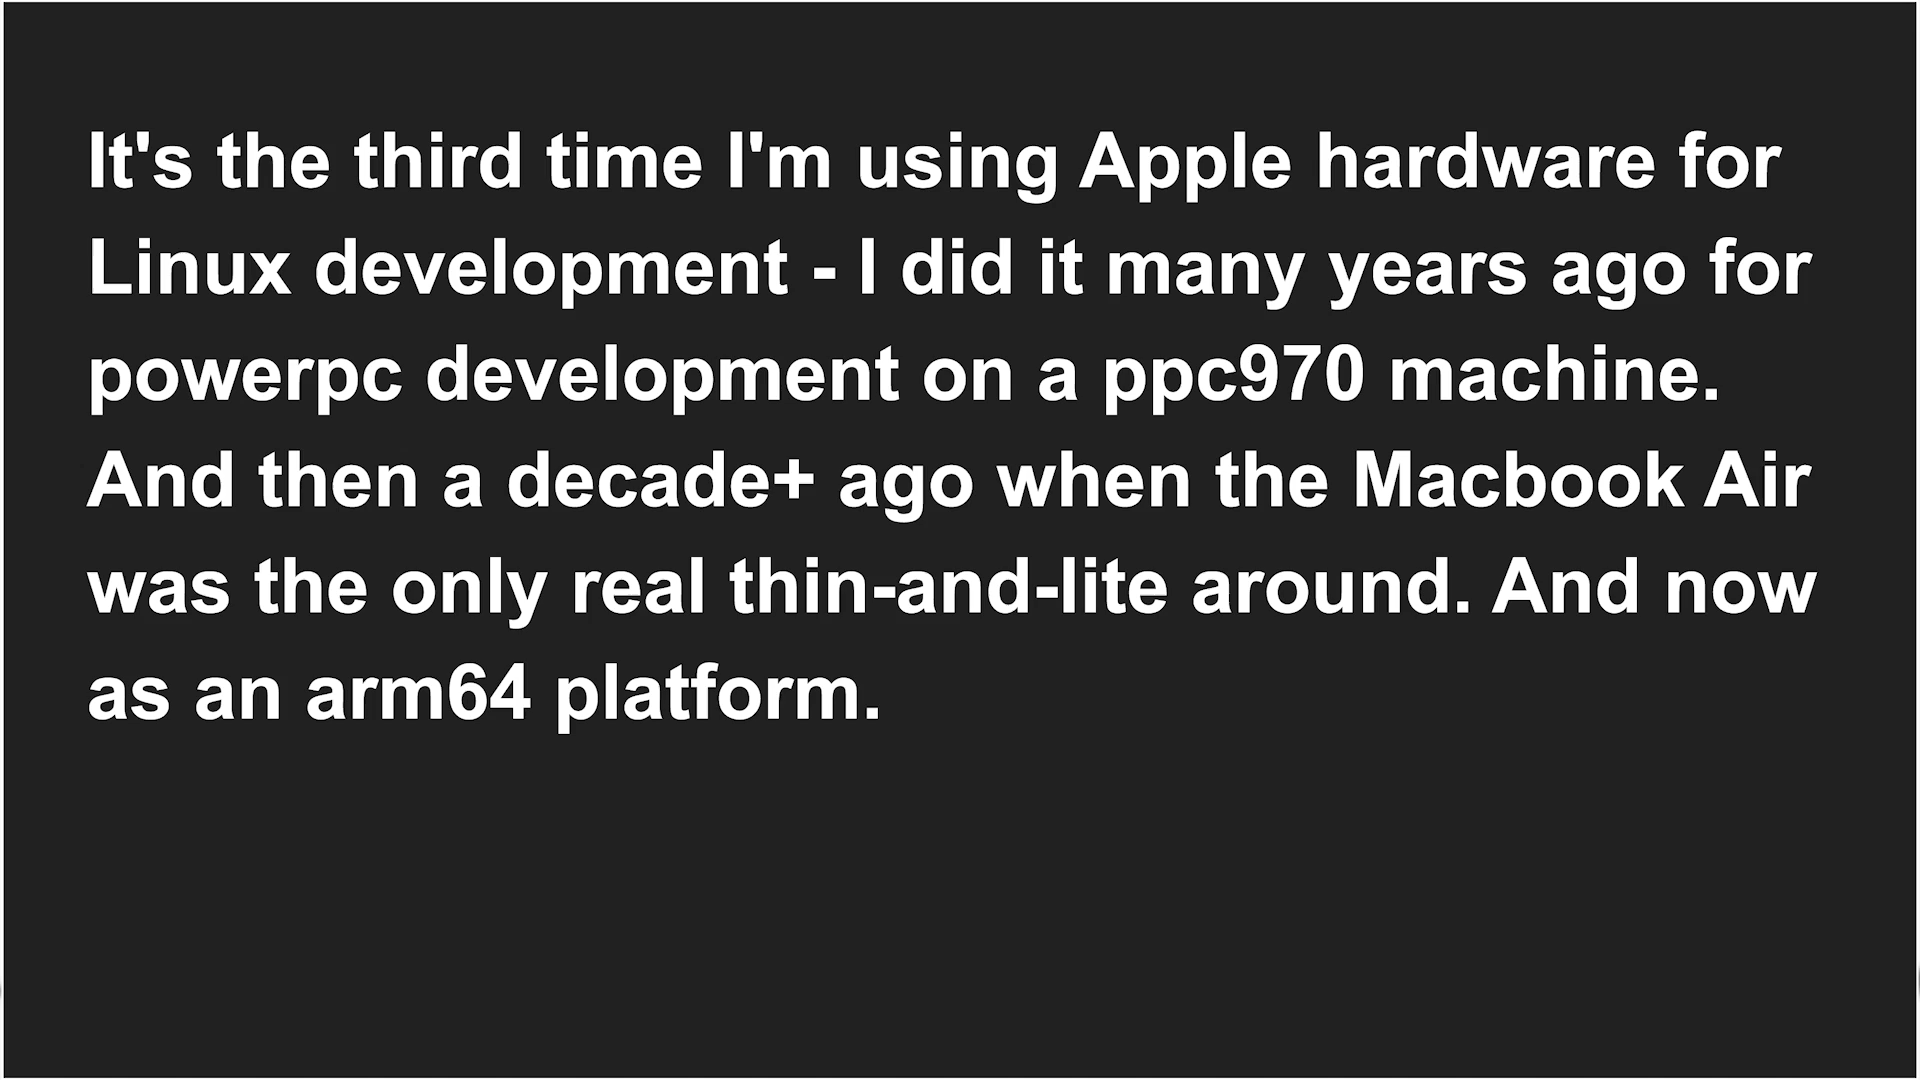 It's the third time I'm using Apple hardware for
Linux development - I did it many years ago for
powerpc development on a ppc970 machine.
And then a decade+ ago when the Macbook Air
was the only real thin-and-lite around. And now
as an arm64 platform.